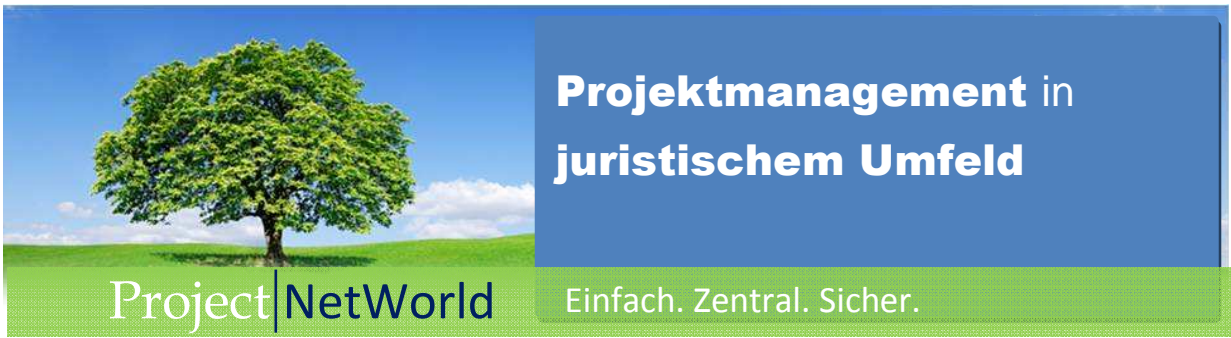 Projektmanagement in
juristischem Umfeld
Project|NetWorld
Einfach. Zentral. Sicher.